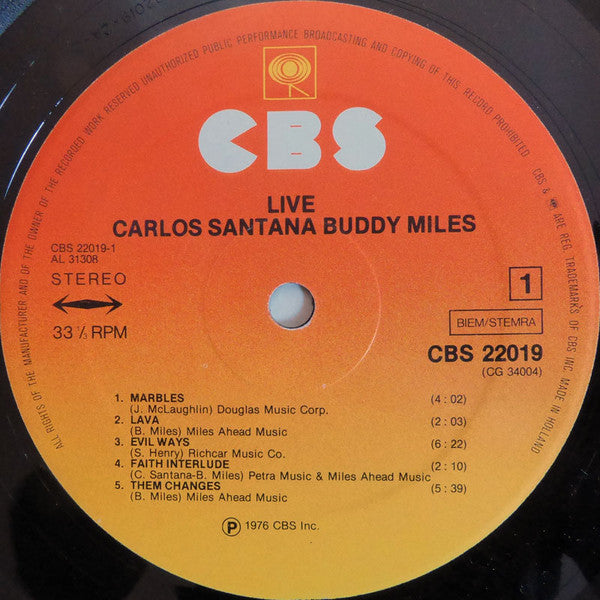 ALL RIGHTS OF THE MANUFACTURER AND OF THE OWNER OF THE RECORDED WORK RESERVED UNAUTHORIZED PUBLIC PERFORMANCE BROADCASTING AND COPYING OF THIS RECORD PROHIBITED
CBS & ARE REG. TRADEMARKS OF CBS INC. MADE IN HOLLAND
CBS
LIVE
CARLOS SANTANA BUDDY MILES
CBS 22019-1
AL 31308
STEREO
33 ⅓ RPM
1
BIEM/STEMRA
CBS 22019
(CG 34004)
1. MARBLES (4 : 02)
(J. McLaughlin) Douglas Music Corp.
2. LAVA (2 : 03)
(B. Miles) Miles Ahead Music
3. EVIL WAYS (6 : 22)
(S. Henry) Richcar Music Co.
4. FAITH INTERLUDE (2 : 10)
(C. Santana-B. Miles) Petra Music & Miles Ahead Music
5. THEM CHANGES (5 : 39)
(B. Miles) Miles Ahead Music
Ⓟ 1976 CBS Inc.